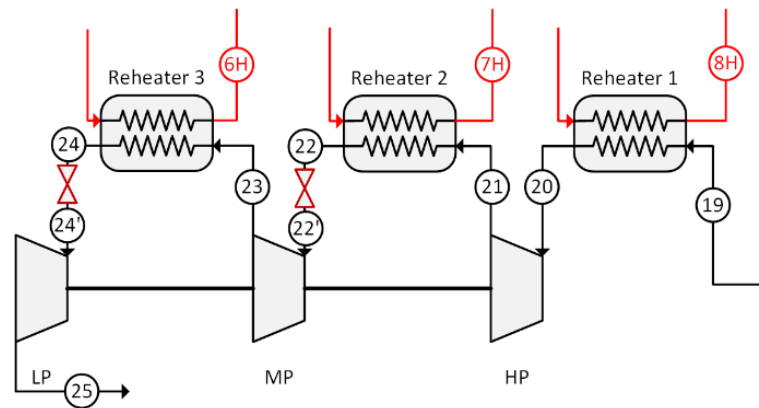 6H
7H
8H
Reheater 3
Reheater 2
Reheater 1
24
22
23
21
20
19
24'
22'
LP
25
MP
HP